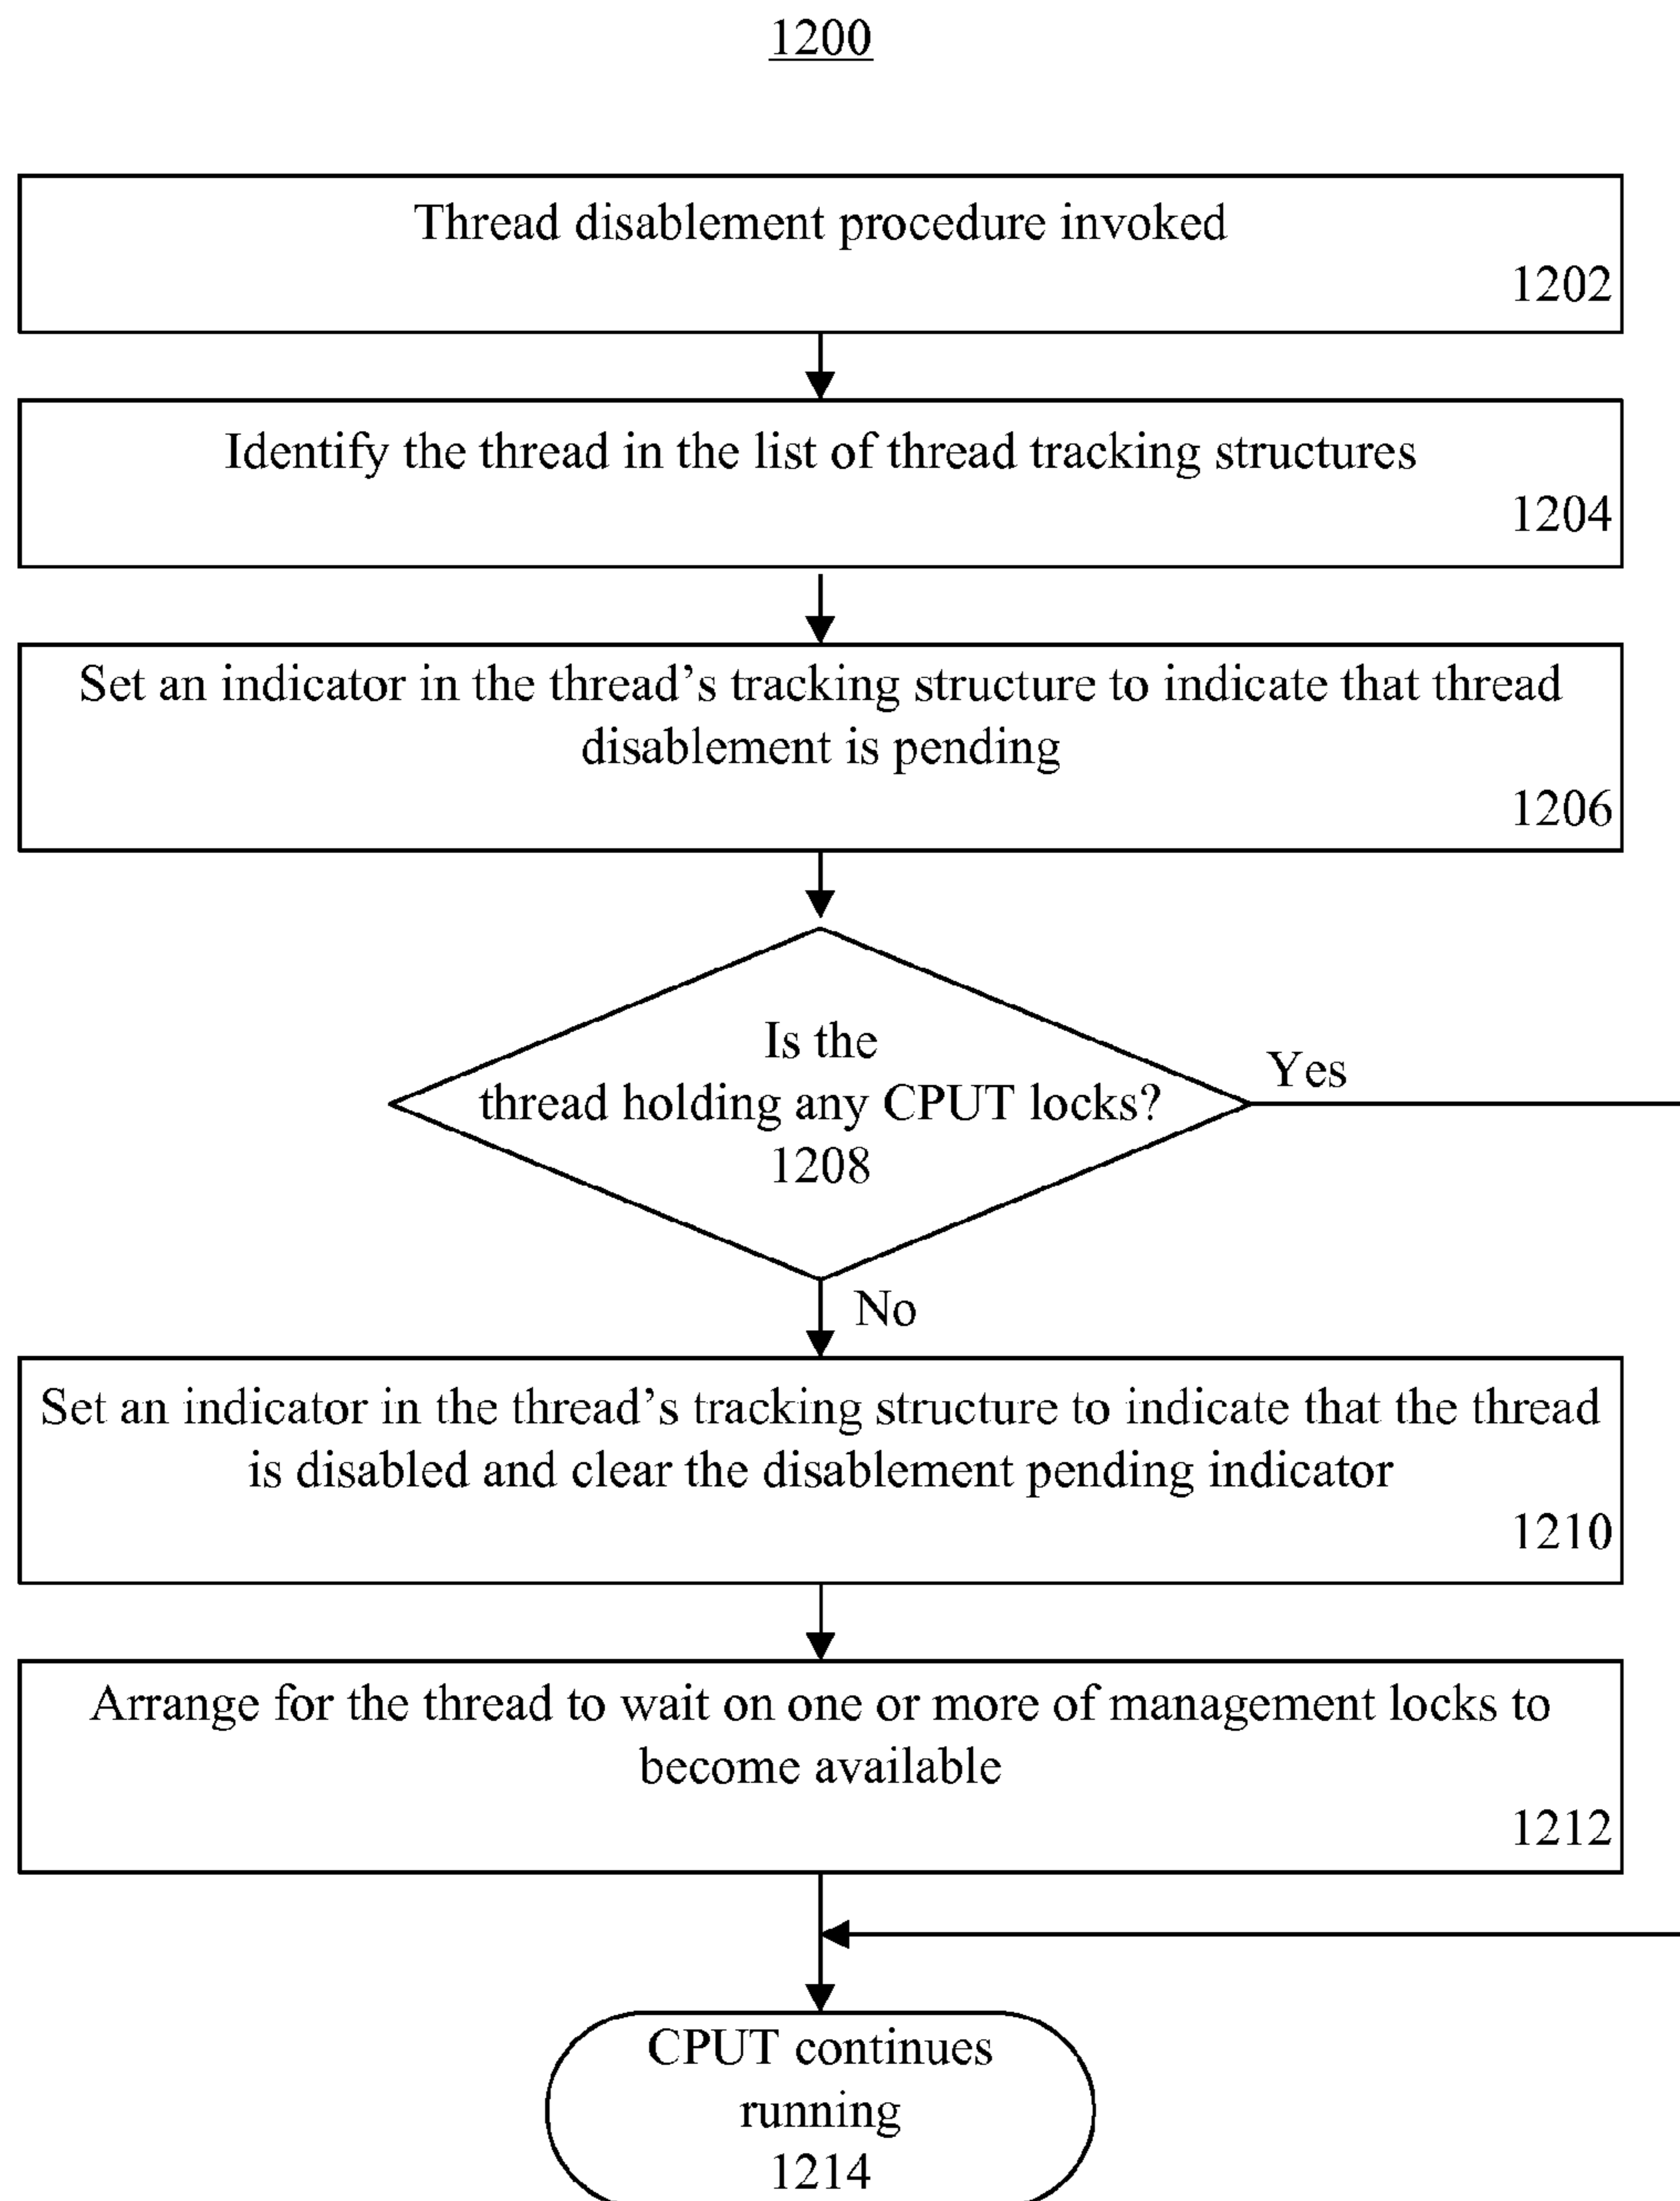 1200
Thread disablement procedure invoked
1202
Identify the thread in the list of thread tracking structures
1204
Set an indicator in the thread’s tracking structure to indicate that thread
disablement is pending
1206
Is the
thread holding any CPUT locks?
1208
Yes
No
Set an indicator in the thread’s tracking structure to indicate that the thread
is disabled and clear the disablement pending indicator
1210
Arrange for the thread to wait on one or more of management locks to
become available
1212
CPUT continues
running
1214